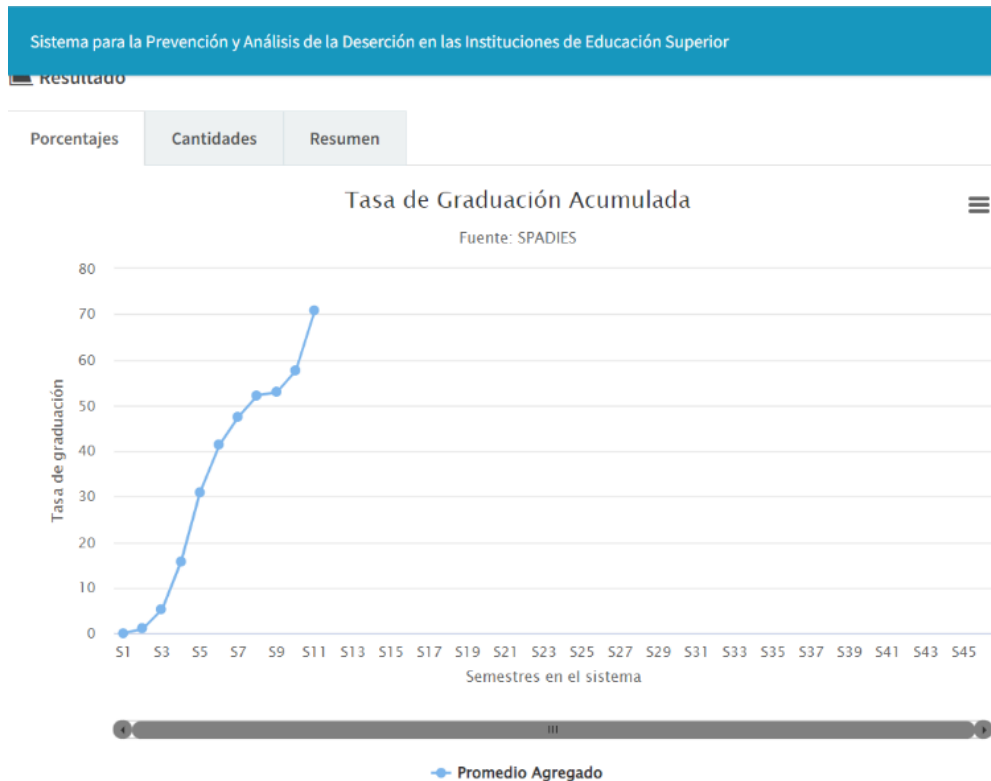 Sistema para la Prevención y Análisis de la Deserción en las Instituciones de Educación Superior
Resultado
Porcentajes Cantidades Resumen
Tasa de Graduación Acumulada
Fuente: SPADIES
80
70
60
50
40
30
20
10
0
Tasa de graduación
S1 S3 S5 S7 S9 S11 S13 S15 S17 S19 S21 S23 S25 S27 S29 S31 S33 S35 S37 S39 S41 S43 S45
Semestres en el sistema
Promedio Agregado